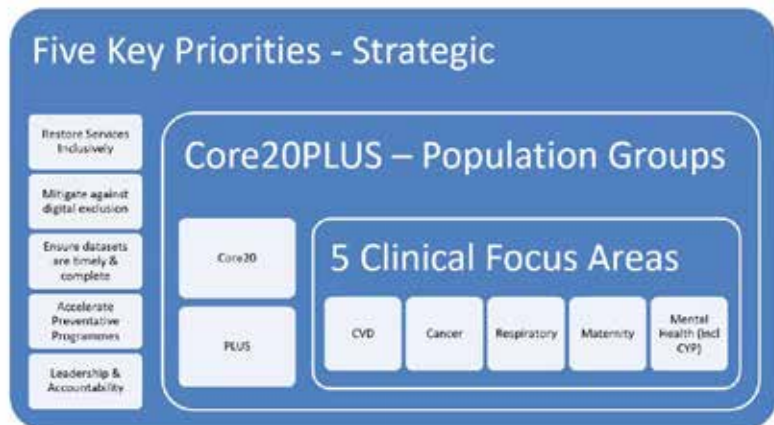 Five Key Priorities - Strategic
Restore Services
Inclusively
Mitigate against
digital exclusion
Ensure datasets
are timely &
complete
Accelerate
Preventative
Programmes
Leadership &
Accountability
Core20PLUS – Population Groups
Core20
PLUS
5 Clinical Focus Areas
CVD
Cancer
Respiratory
Maternity
Mental
Health (Incl
CYP)